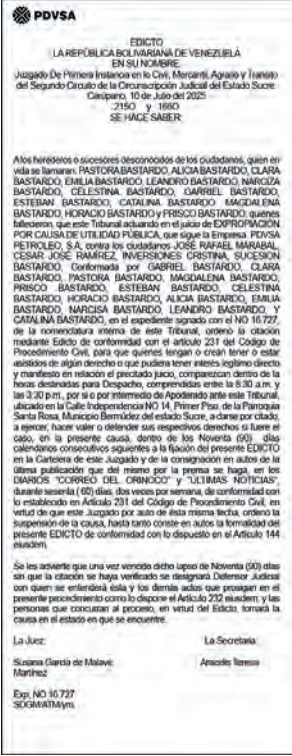 PDVSA
EDICTO
LA REPÚBLICA BOLIVARIANA DE VENEZUELA
EN SU NOMBRE
Juzgado De Primera Instancia en lo Civil, Mercantil, Agrario y Transito
del Segundo Circuito de la Circunscripción Judicial del Estado Sucre.
Carúpano, 10 de Julio del 2025
215O y 166O
SE HACE SABER:
A los herederos o sucesores desconocidos de los ciudadanos, quien en
vida se llamaran: PASTORA BASTARDO, ALICIA BASTARDO, CLARA
BASTARDO, EMILIA BASTARDO, LEANDRO BASTARDO, NARCIZA
BASTARDO, CELESTINA BASTARDO, GABRIEL BASTARDO,
ESTEBAN BASTARDO, CATALINA BASTARDO MAGDALENA
BASTARDO, HORACIO BASTARDO y PRISCO BASTARDO; quienes
fallecieron, que este Tribunal actuando en el juicio de EXPROPIACIÓN
POR CAUSA DE UTILIDAD PÚBLICA, que sigue la Empresa PDVSA
PETROLEO, S.A. contra los ciudadanos JOSÉ RAFAEL MARABAL,
CESAR JOSÉ RAMÍREZ, INVERSIONES CRISTINA, SUCESIÓN
BASTARDO, Conformada por GABRIEL BASTARDO, CLARA
BASTARDO, PASTORA BASTARDO, MAGDALENA BASTARDO,
PRISCO BASTARDO, ESTEBAN BASTARDO, CELESTINA
BASTARDO, HORACIO BASTARDO, ALICIA BASTARDO, EMILIA
BASTARDO, NARCISA BASTARDO, LEANDRO BASTARDO, Y
CATALINA BASTARDO, en el expediente signado con el NO 16.727,
de la nomenclatura interna de este Tribunal, ordenó la citación
mediante Edicto de conformidad con el artículo 231 del Código de
Procedimiento Civil, para que quienes tengan o crean tener o estar
asistidos de algún derecho o que pudiera tener interés legítimo directo
y manifiesto en relación el precitado juicio, comparezcan dentro de la
horas destinadas para Despacho, comprendidas entre la 8:30 a.m. y
las 3:30 p.m., por si o por intermedio de Apoderado ante este Tribunal,
ubicado en la Calle Independencia NO 14, Primer Piso, de la Parroquia
Santa Rosa, Municipio Bermúdez del estado Sucre, a darse por citado,
a ejercer, hacer valer o defender sus respectivos derechos si fuere el
caso, en la presente causa, dentro de los Noventa (90) días
calendarios consecutivos siguientes a la fijación del presente EDICTO
en la Cartelera de este Juzgado y de la consignación en autos de la
última publicación que del mismo por la prensa se haga, en los
DIARIOS "CORREO DEL ORINOCO" y "ÚLTIMAS NOTICIAS",
durante sesenta (60) días, dos veces por semana, de conformidad con
lo establecido en Artículo 231 del Código de Procedimiento Civil, en
virtud de que este Juzgado por auto de ésta misma fecha, ordenó la
suspensión de la causa, hasta tanto conste en autos la formalidad del
presente EDICTO de conformidad con lo dispuesto en el Artículo 144
eiusdem.
Se les advierte que una vez vencido dicho lapso de Noventa (90) días
sin que la citación se haya verificado se designará Defensor Judicial
con quien se entenderá ésta y los demás actos que prosigan en el
presente procedimiento como lo dispone el Artículo 232 eiusdem, y las
personas que concurran al proceso, en virtud del Edicto, tomará la
causa en el estado en que se encuentre.
La Juez: La Secretaria:
Susana García de Malavé
Martínez
Exp. NO 16.727
SDGM/ATM/yris